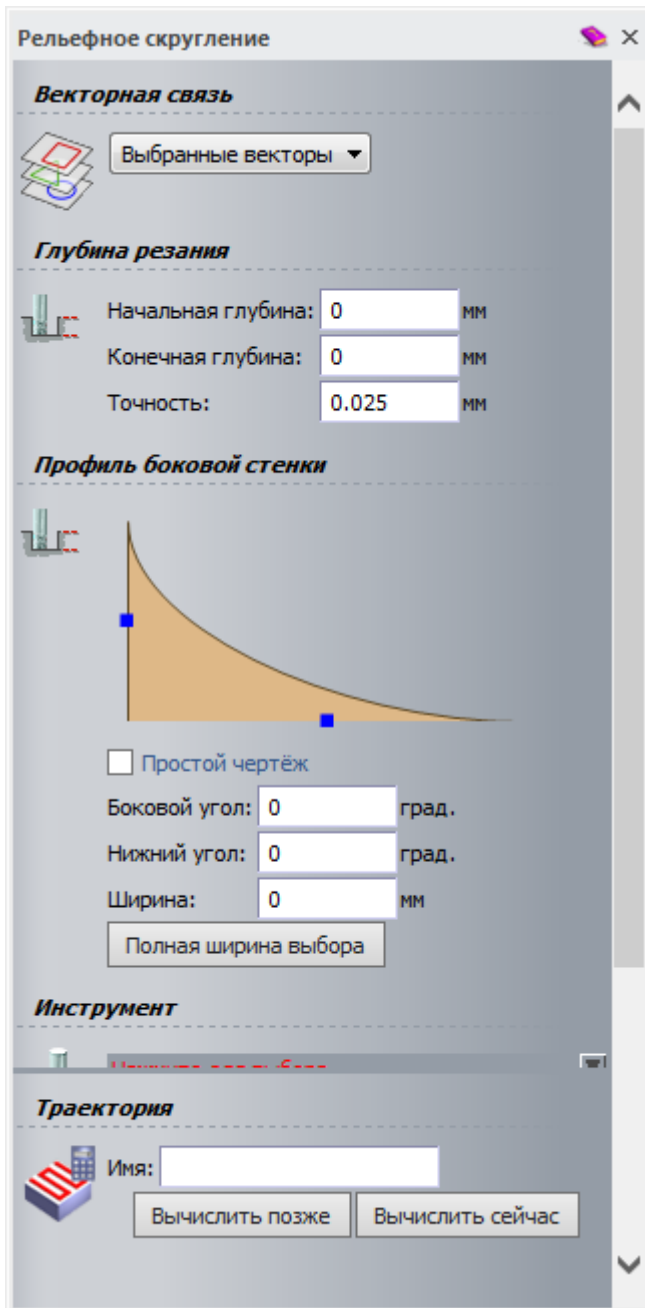 Рельефное скругление
Векторная связь
Выбранные векторы
Глубина резания
Начальная глубина: 0 мм
Конечная глубина: 0 мм
Точность: 0.025 мм
Профиль боковой стенки
Простой чертёж
Боковой угол: 0 град.
Нижний угол: 0 град.
Ширина: 0 мм
Полная ширина выбора
Инструмент
Траектория
Имя:
Вычислить позже Вычислить сейчас